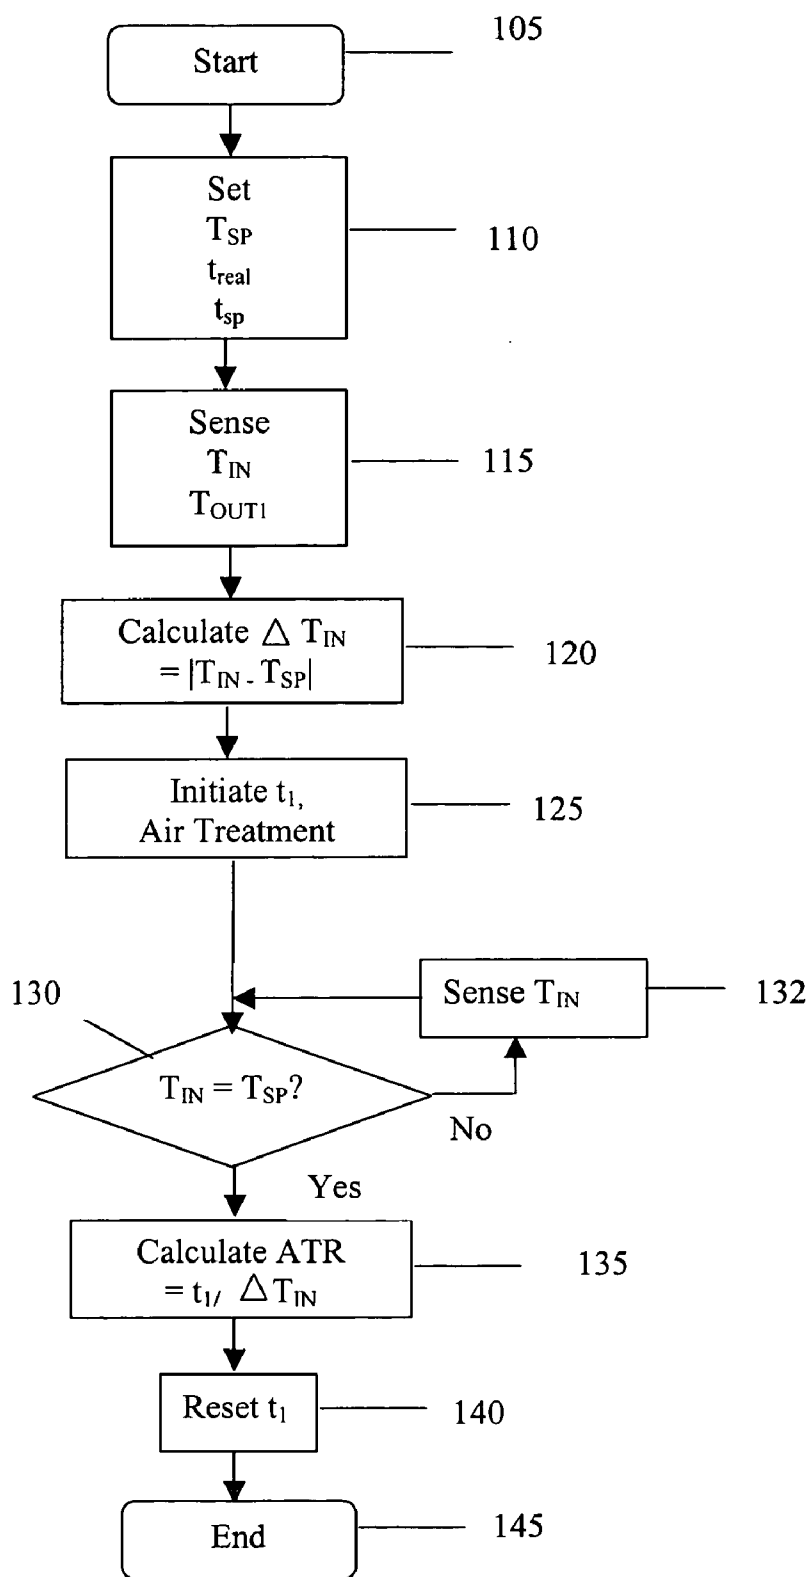 105
Start
Set
T_SP
t_real
t_sp
110
Sense
T_IN
T_OUT1
115
Calculate △ T_IN
= |T_IN - T_SP|
120
Initiate t_1,
Air Treatment
125
130
Sense T_IN
132
T_IN = T_SP?
No
Yes
Calculate ATR
= t_1/ △ T_IN
135
Reset t_1
140
End
145